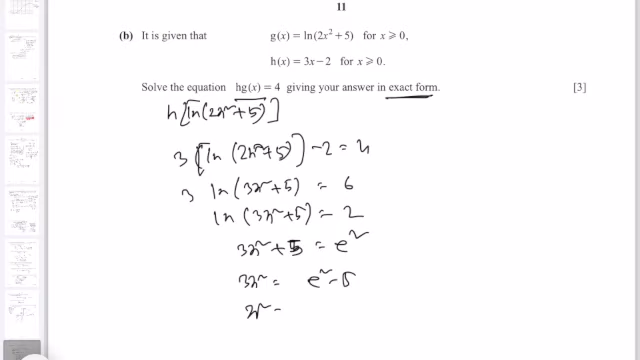 11
(b) It is given that g(x) = ln(2x² + 5) for x ⩾ 0,
h(x) = 3x − 2 for x ⩾ 0.
Solve the equation hg(x) = 4 giving your answer in exact form. [3]
h[ln(2x²+5)]
3[ln(2x²+5)] −2 = 4
3 ln(3x²+5) = 6
ln(3x²+5) = 2
3x²+5 = e²
3x² = e²−5
x² =